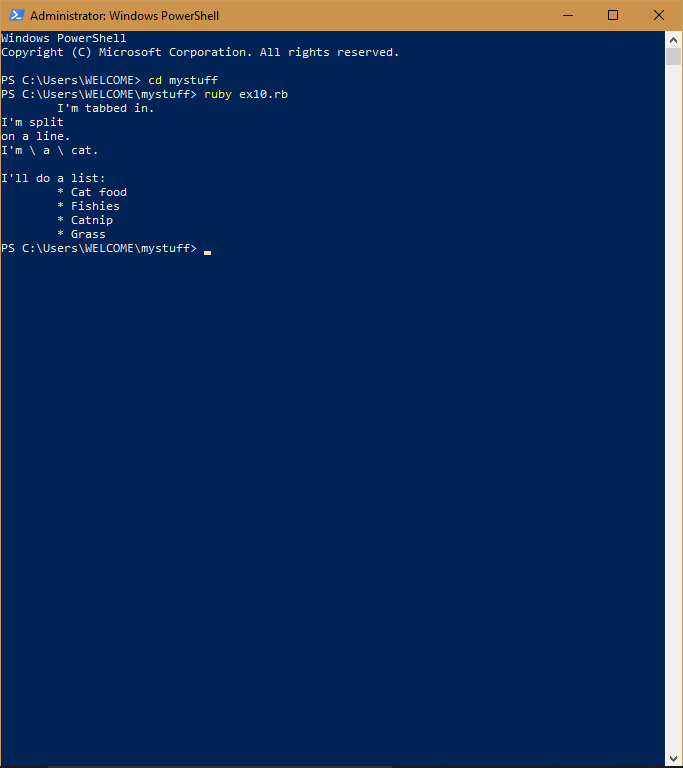 Administrator: Windows PowerShell
Windows PowerShell
Copyright (C) Microsoft Corporation. All rights reserved.
PS C:\Users\WELCOME> cd mystuff
PS C:\Users\WELCOME\mystuff> ruby ex10.rb
        I'm tabbed in.
I'm split
on a line.
I'm \ a \ cat.
I'll do a list:
        * Cat food
        * Fishies
        * Catnip
        * Grass
PS C:\Users\WELCOME\mystuff>